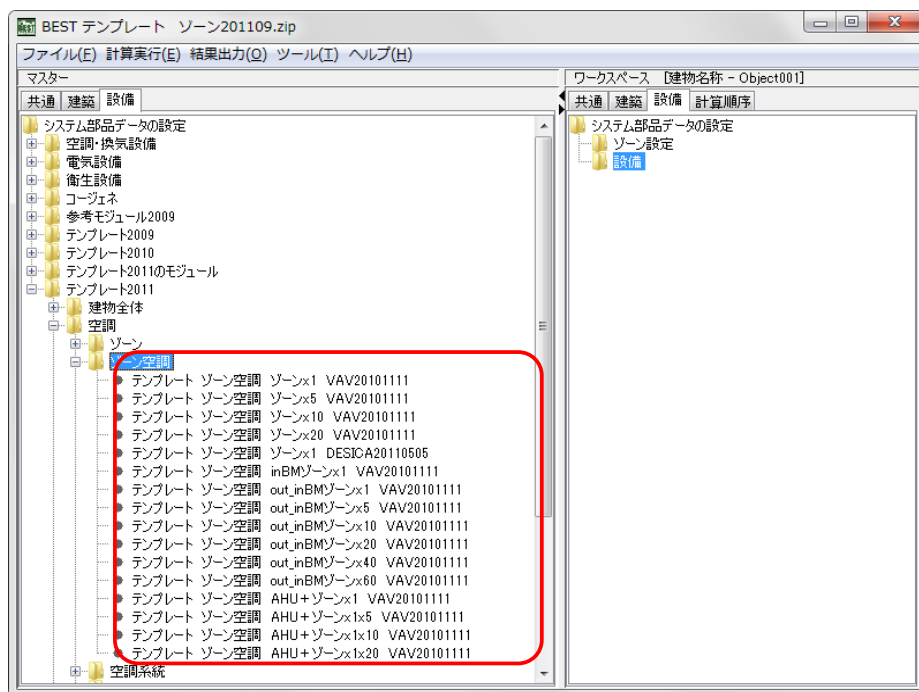 BEST テンプレート ゾーン201109.zip
ファイル(F) 計算実行(E) 結果出力(O) ツール(T) ヘルプ(H)
マスター
共通 建築 設備
システム部品データの設定
空調・換気設備
電気設備
衛生設備
コージェネ
参考モジュール2009
テンプレート2009
テンプレート2010
テンプレート2011のモジュール
テンプレート2011
建物全体
空調
ゾーン
ゾーン空調
テンプレート ゾーン空調 ゾーンx1 VAV20101111
テンプレート ゾーン空調 ゾーンx5 VAV20101111
テンプレート ゾーン空調 ゾーンx10 VAV20101111
テンプレート ゾーン空調 ゾーンx20 VAV20101111
テンプレート ゾーン空調 ゾーンx1 DESICA20110505
テンプレート ゾーン空調 inBMゾーンx1 VAV20101111
テンプレート ゾーン空調 out_inBMゾーンx1 VAV20101111
テンプレート ゾーン空調 out_inBMゾーンx5 VAV20101111
テンプレート ゾーン空調 out_inBMゾーンx10 VAV20101111
テンプレート ゾーン空調 out_inBMゾーンx20 VAV20101111
テンプレート ゾーン空調 out_inBMゾーンx40 VAV20101111
テンプレート ゾーン空調 out_inBMゾーンx60 VAV20101111
テンプレート ゾーン空調 AHU+ゾーンx1 VAV20101111
テンプレート ゾーン空調 AHU+ゾーンx1x5 VAV20101111
テンプレート ゾーン空調 AHU+ゾーンx1x10 VAV20101111
テンプレート ゾーン空調 AHU+ゾーンx1x20 VAV20101111
空調系統
ワークスペース [建物名称 - Object001]
共通 建築 設備 計算順序
システム部品データの設定
ゾーン設定
設備